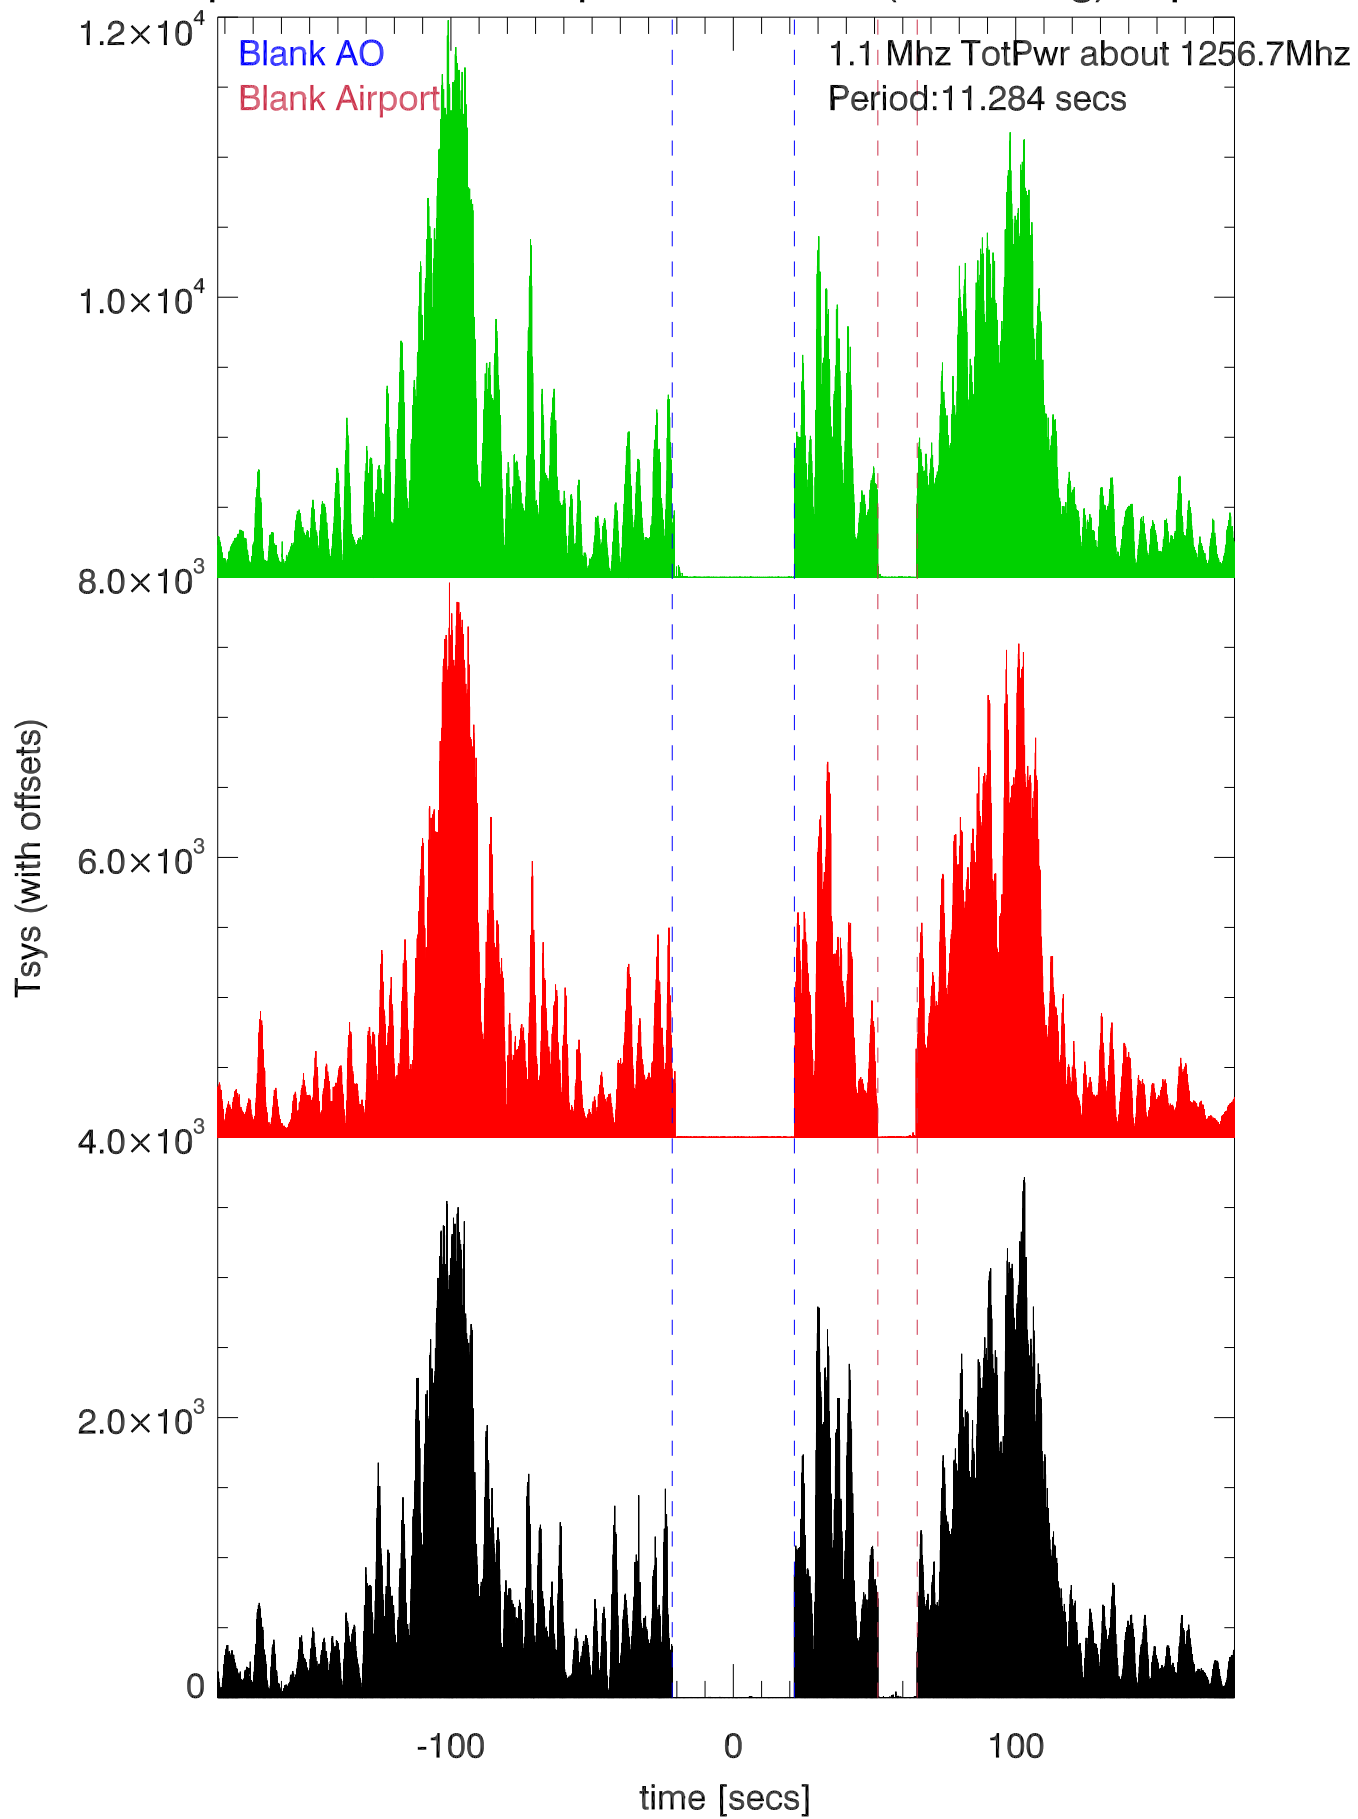 Blank AO
1.1 Mhz TotPwr about 1256.7Mhz
Blank Airport
Period:11.284 secs
1.2×10⁴
1.0×10⁴
8.0×10³
6.0×10³
4.0×10³
2.0×10³
0
Tsys (with offsets)
-100 0 100
time [secs]